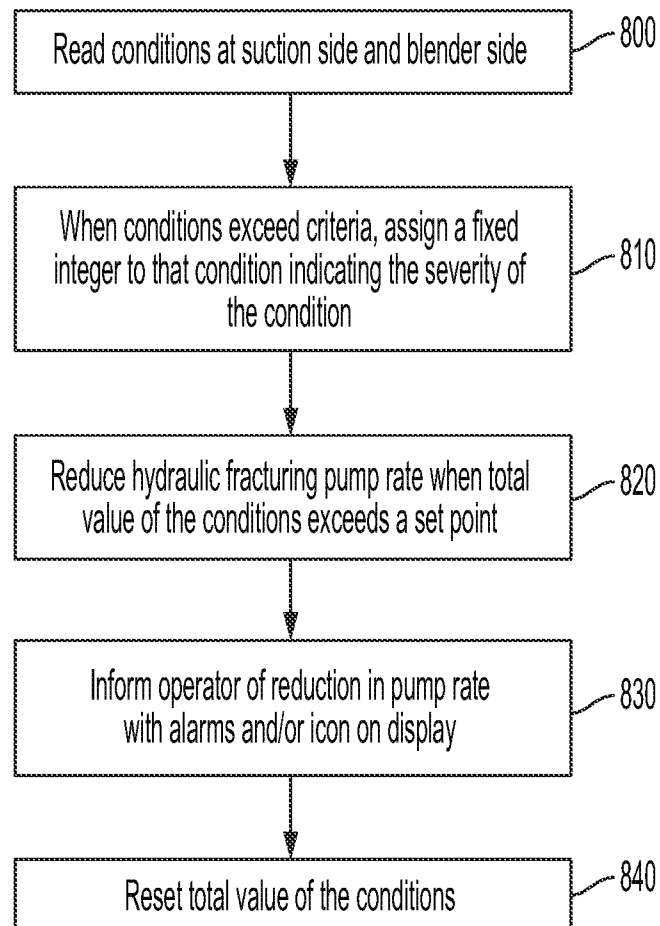 Read conditions at suction side and blender side
800
When conditions exceed criteria, assign a fixed
integer to that condition indicating the severity of
the condition
810
Reduce hydraulic fracturing pump rate when total
value of the conditions exceeds a set point
820
Inform operator of reduction in pump rate
with alarms and/or icon on display
830
Reset total value of the conditions
840